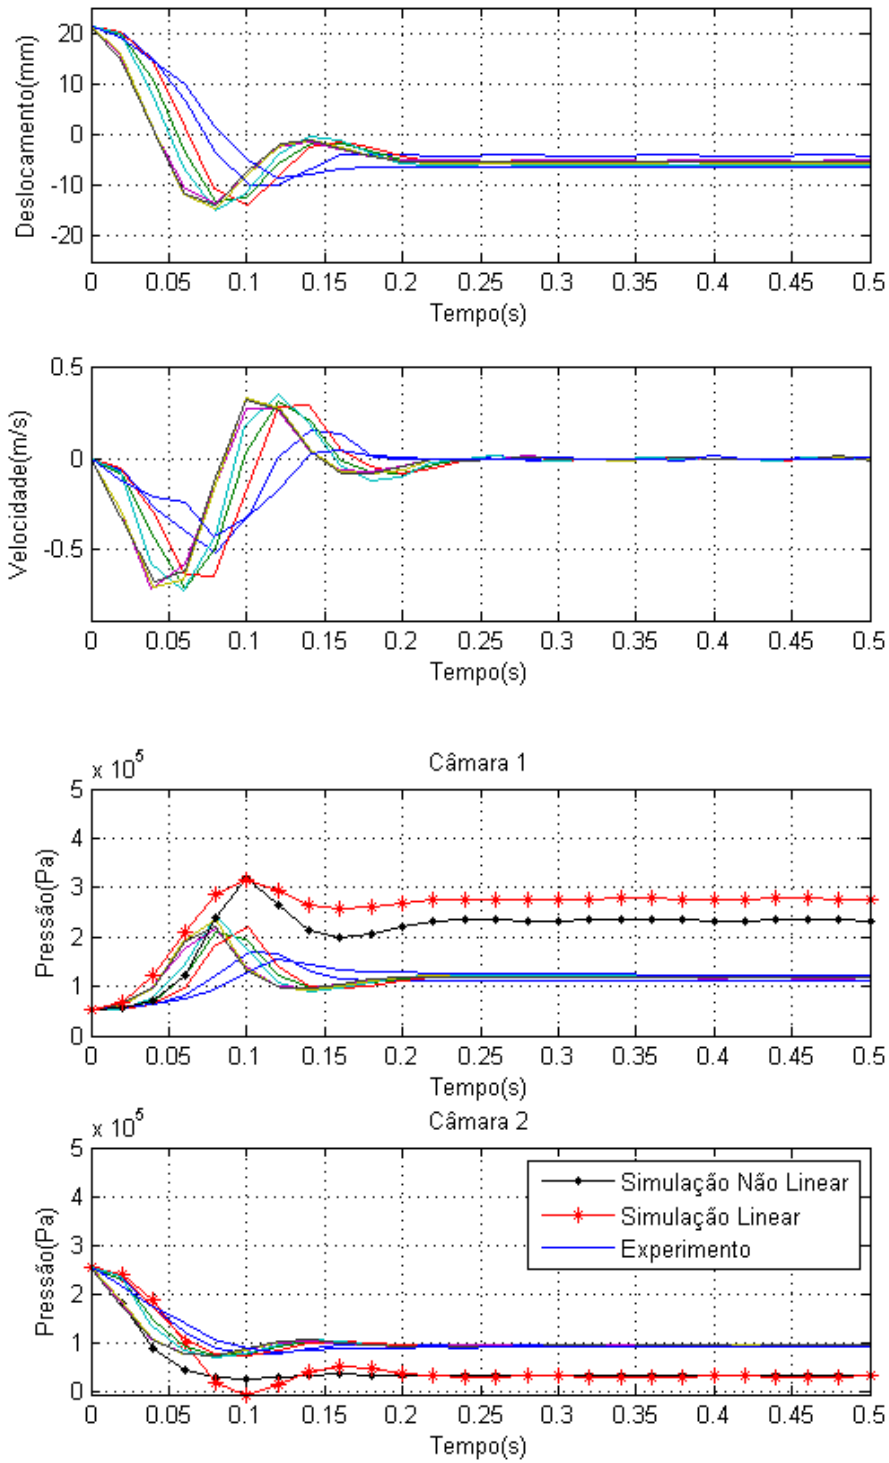 Deslocamento(mm)
20
10
0
-10
-20
0 0.05 0.1 0.15 0.2 0.25 0.3 0.35 0.4 0.45 0.5
Tempo(s)
Velocidade(m/s)
0.5
0
-0.5
0 0.05 0.1 0.15 0.2 0.25 0.3 0.35 0.4 0.45 0.5
Tempo(s)
Câmara 1
x 10^5
Pressão(Pa)
5
4
3
2
1
0
0 0.05 0.1 0.15 0.2 0.25 0.3 0.35 0.4 0.45 0.5
Tempo(s)
Câmara 2
x 10^5
Pressão(Pa)
5
4
3
2
1
0
Simulação Não Linear
Simulação Linear
Experimento
0 0.05 0.1 0.15 0.2 0.25 0.3 0.35 0.4 0.45 0.5
Tempo(s)